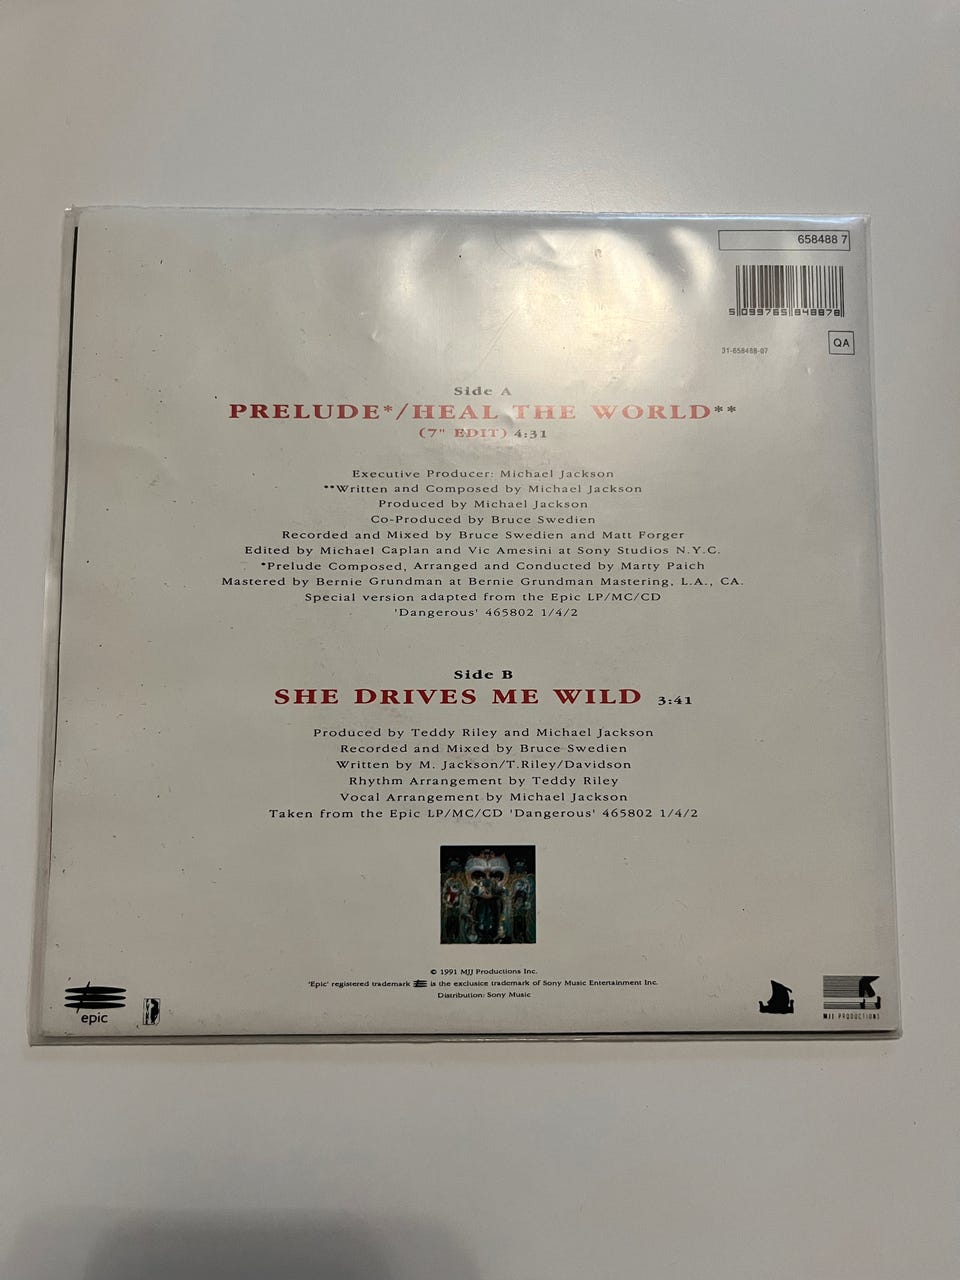 658488 7
5 099765 848878
31-658488-07
QA
Side A
PRELUDE*/HEAL THE WORLD**
(7" EDIT) 4:31
Executive Producer: Michael Jackson
**Written and Composed by Michael Jackson
Produced by Michael Jackson
Co-Produced by Bruce Swedien
Recorded and Mixed by Bruce Swedien and Matt Forger
Edited by Michael Caplan and Vic Amesini at Sony Studios N.Y.C.
*Prelude Composed, Arranged and Conducted by Marty Paich
Mastered by Bernie Grundman at Bernie Grundman Mastering, L.A., CA.
Special version adapted from the Epic LP/MC/CD
'Dangerous' 465802 1/4/2
Side B
SHE DRIVES ME WILD 3:41
Produced by Teddy Riley and Michael Jackson
Recorded and Mixed by Bruce Swedien
Written by M. Jackson/T.Riley/Davidson
Rhythm Arrangement by Teddy Riley
Vocal Arrangement by Michael Jackson
Taken from the Epic LP/MC/CD 'Dangerous' 465802 1/4/2
© 1991 MJJ Productions Inc.
'Epic' registered trademark is the exclusice trademark of Sony Music Entertainment Inc.
Distribution: Sony Music
epic
MJJ PRODUCTIONS